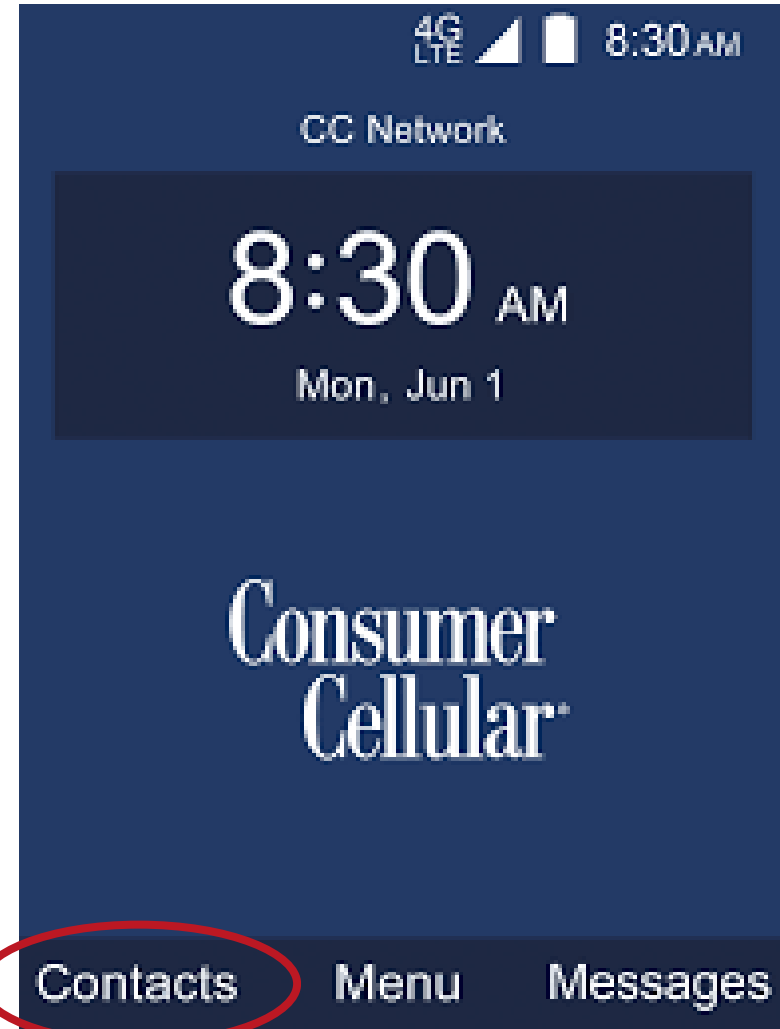 4G LTE 8:30 AM
CC Network
8:30 AM
Mon, Jun 1
Consumer
Cellular
Contacts Menu Messages